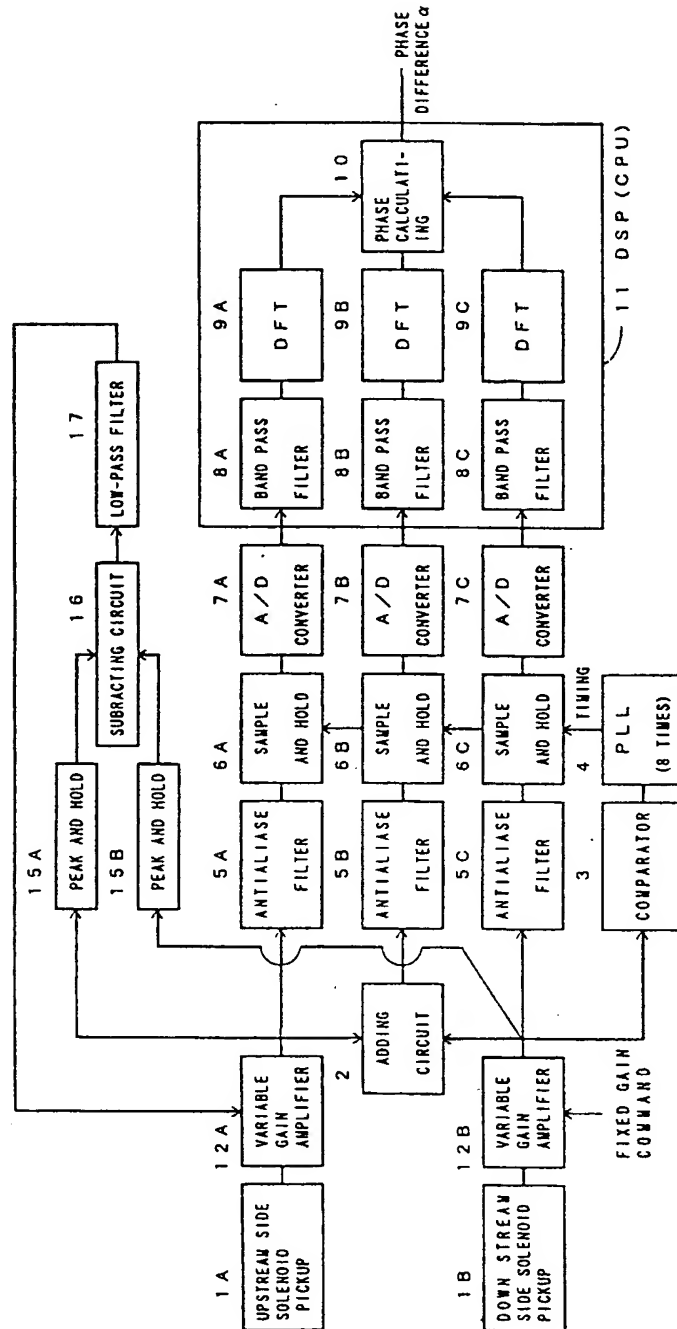 1A
UPSTREAM SIDE
SOLENOID
PICKUP
12A
VARIABLE
GAIN
AMPLIFIER
1B
DOWN STREAM
SIDE SOLENOID
PICKUP
12B
VARIABLE
GAIN
AMPLIFIER
FIXED GAIN
COMMAND
2
ADDING
CIRCUIT
15A
PEAK AND HOLD
15B
PEAK AND HOLD
16
SUBRACTING CIRCUIT
17
LOW-PASS FILTER
5A
ANTIALIASE
FILTER
6A
SAMPLE
AND HOLD
7A
A/D
CONVERTER
8A
BAND PASS
FILTER
9A
DFT
5B
ANTIALIASE
FILTER
6B
SAMPLE
AND HOLD
7B
A/D
CONVERTER
8B
BAND PASS
FILTER
9B
DFT
5C
ANTIALIASE
FILTER
6C
SAMPLE
AND HOLD
7C
A/D
CONVERTER
8C
BAND PASS
FILTER
9C
DFT
3
COMPARATOR
4
TIMING
PLL
(8 TIMES)
10
PHASE
CALCULATI-
ING
PHASE
DIFFERENCE α
11 DSP (CPU)